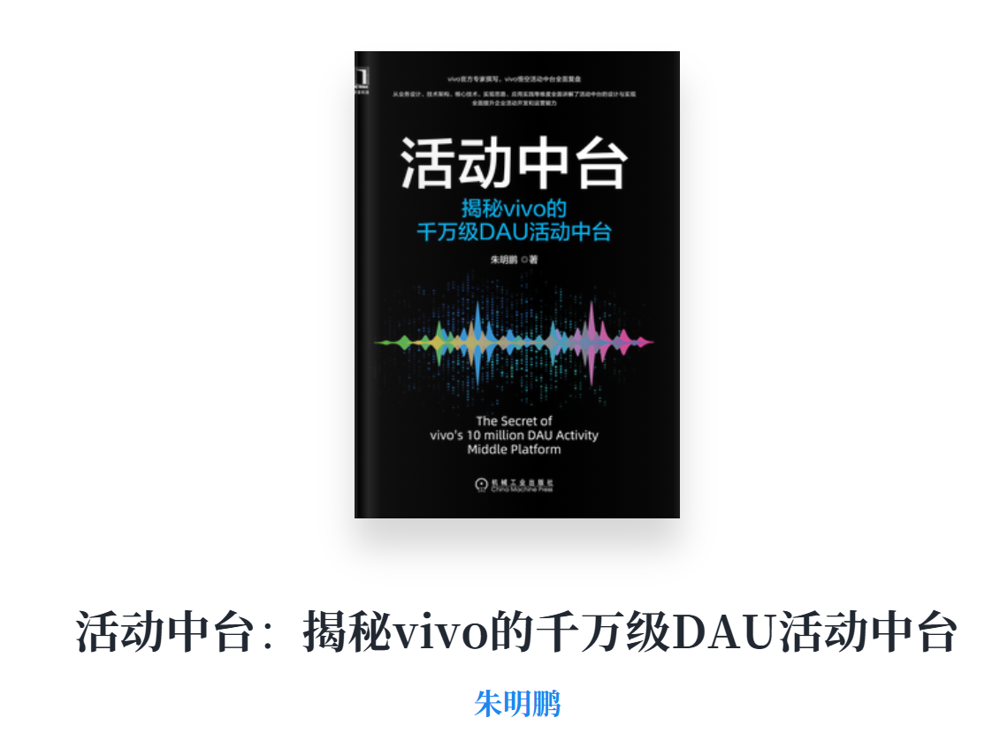 vivo官方专家撰写，vivo悟空活动中台全面复盘
从业务设计、技术架构、核心技术、实现思路、应用实践等维度全面讲解了活动中台的设计与实现
全面提升企业活动开发和运营能力
活动中台
揭秘vivo的
千万级DAU活动中台
朱明鹏 ◎著
The Secret of
vivo's 10 million DAU Activity
Middle Platform
机械工业出版社
China Machine Press
活动中台：揭秘vivo的千万级DAU活动中台
朱明鹏